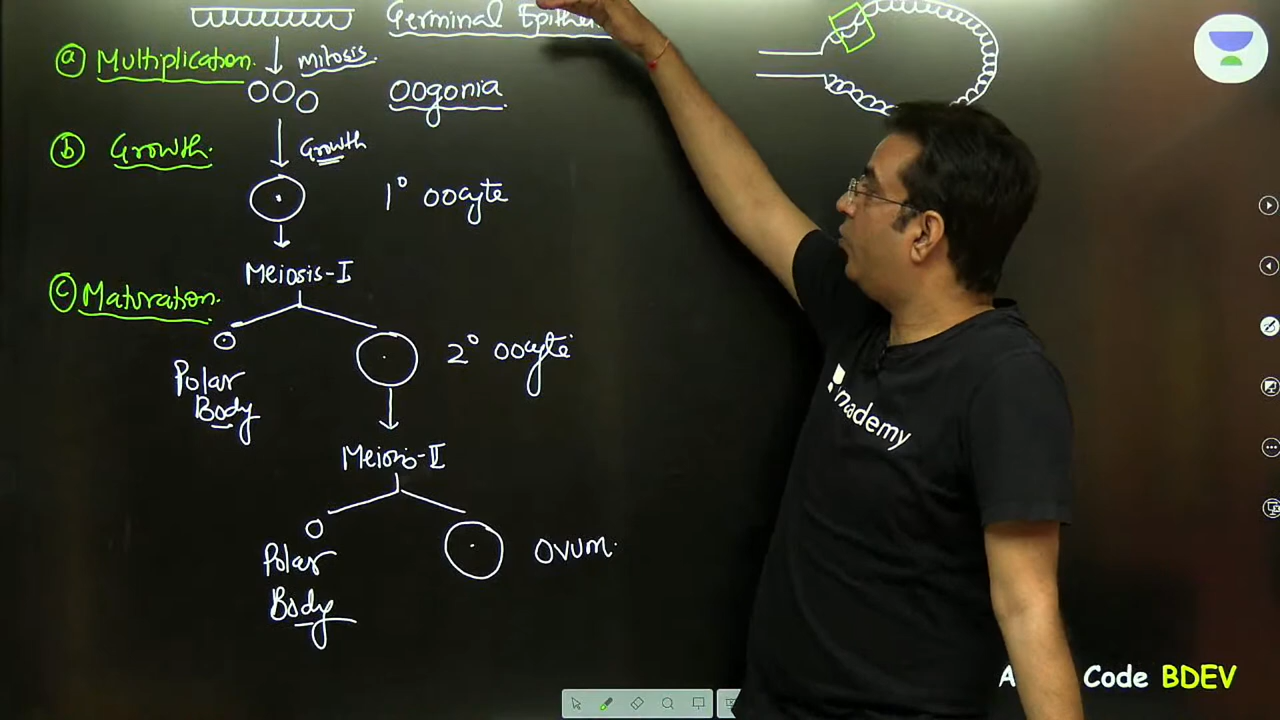 Germinal Epithe
ⓐ Multiplication. mitosis.
Oogonia
ⓑ Growth. Growth
1° oocyte
Meiosis-I
ⓒ Maturation.
2° oocyte
Polar
Body
Meiosis-II
Polar
Body
Ovum.
unacademy
A Code BDEV